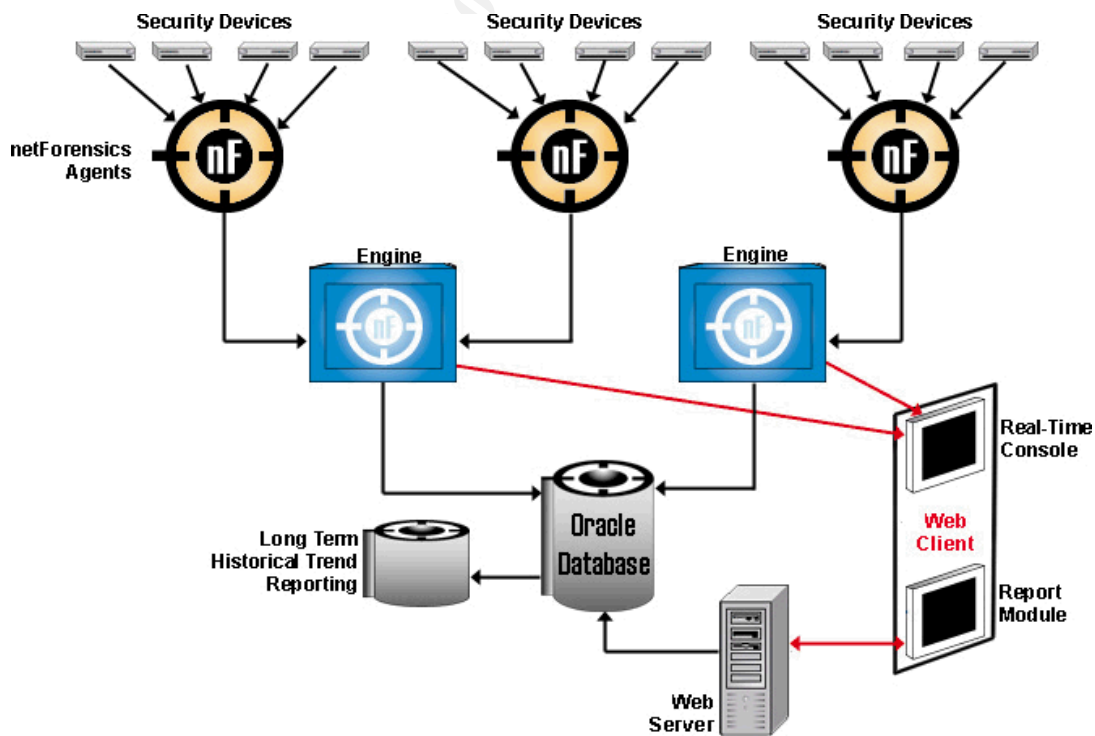 Security Devices
Security Devices
Security Devices
netForensics
Agents
nF
nF
nF
Engine
Engine
nF
nF
Real-Time
Console
Web
Client
Oracle
Database
Long Term
Historical Trend
Reporting
Report
Module
Web
Server